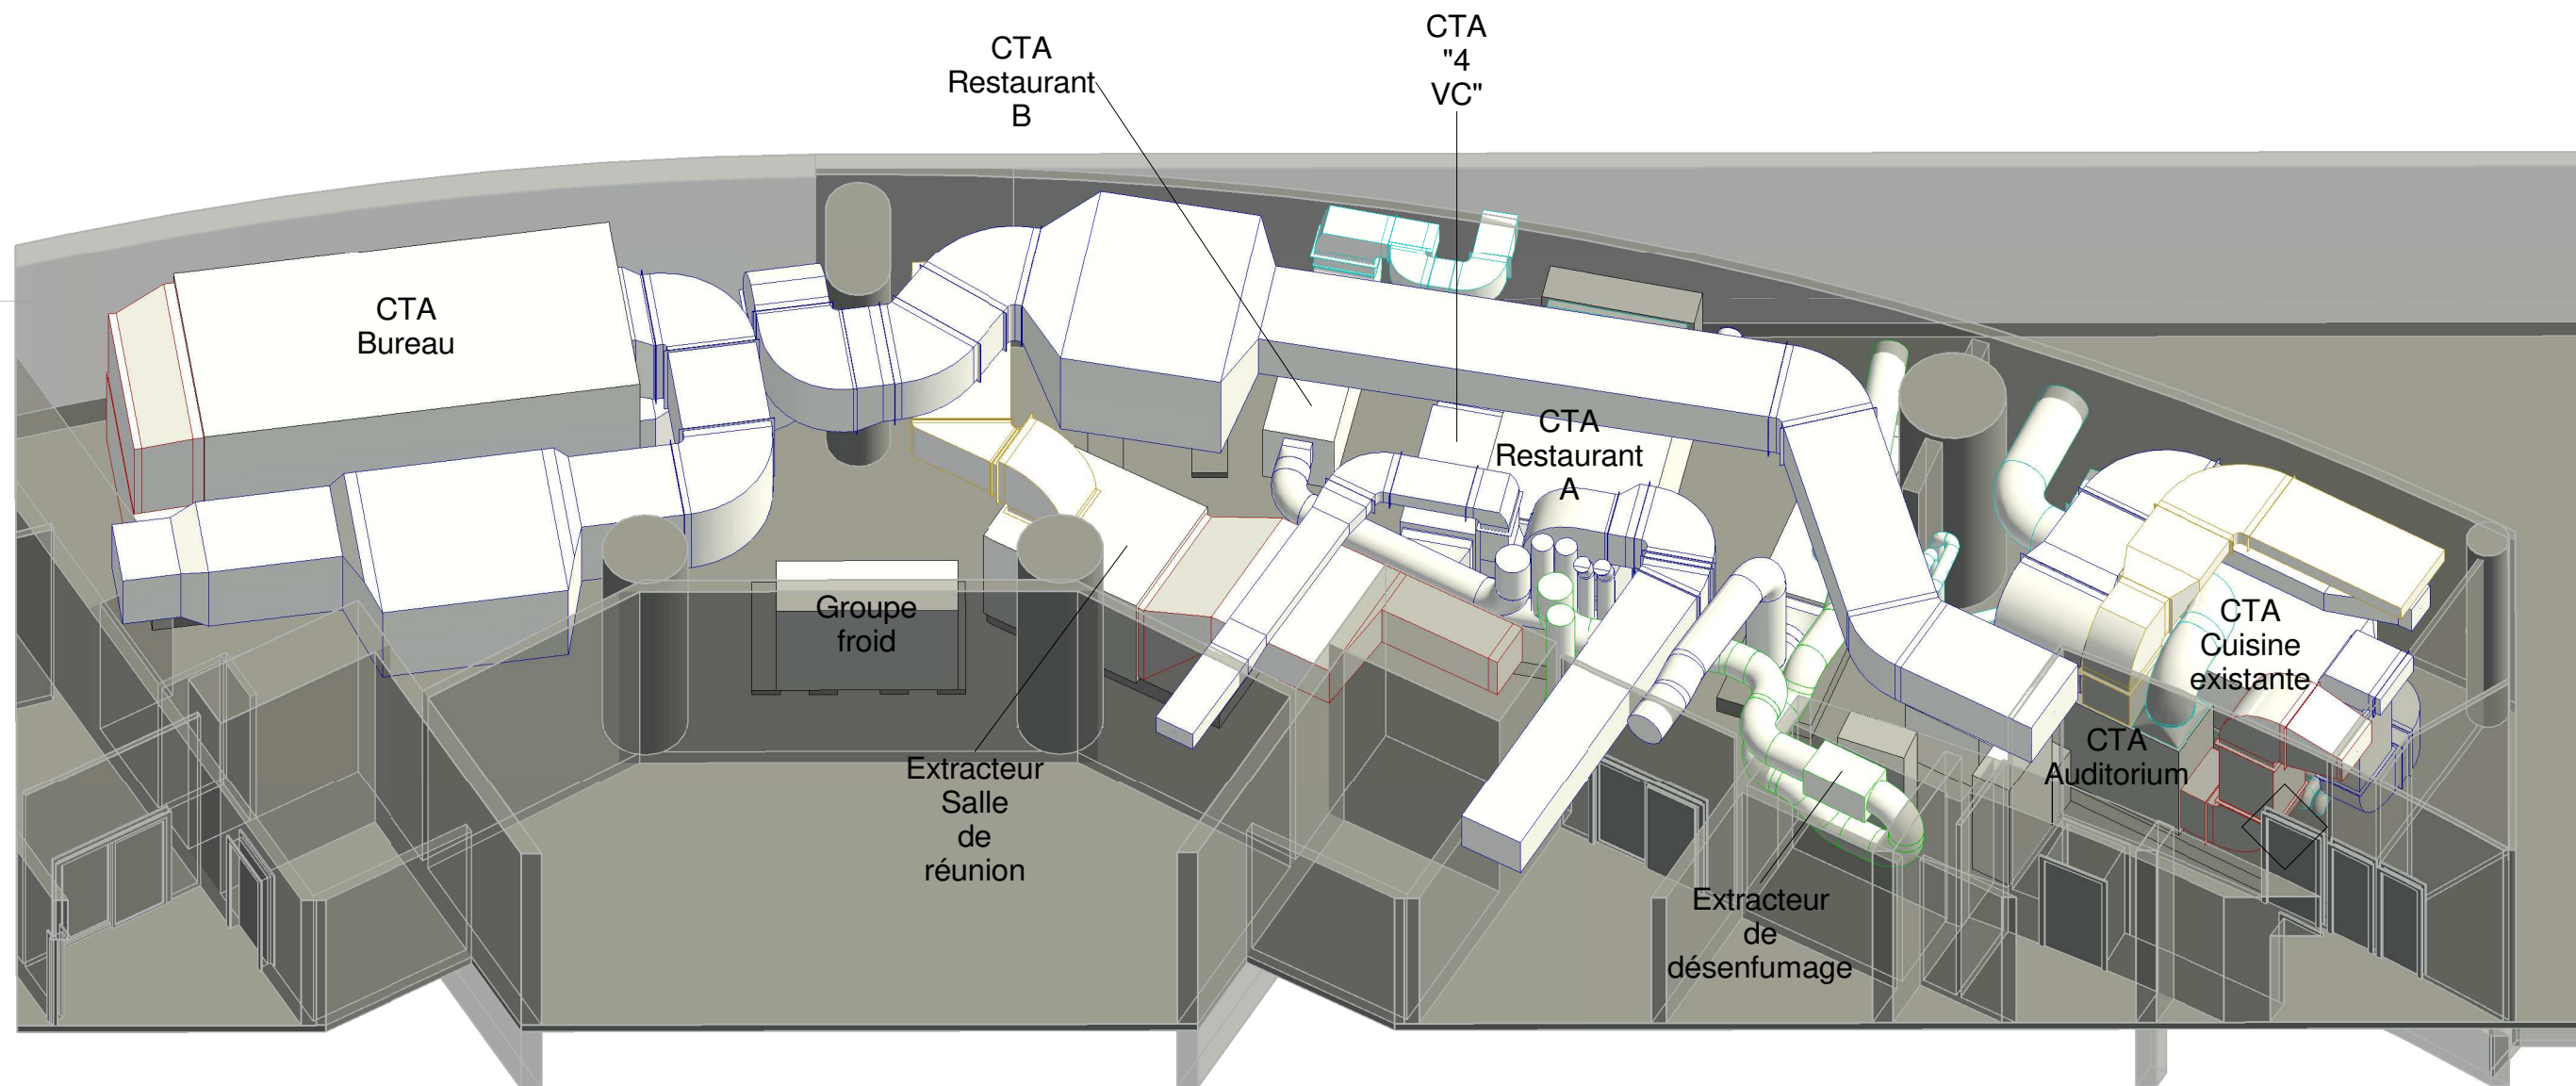 CTA
"4
VC"
CTA
Restaurant
B
CTA
Bureau
CTA
Restaurant
A
Groupe
froid
CTA
Cuisine
existante
CTA
Auditorium
Extracteur
Salle
de
réunion
Extracteur
de
désenfumage